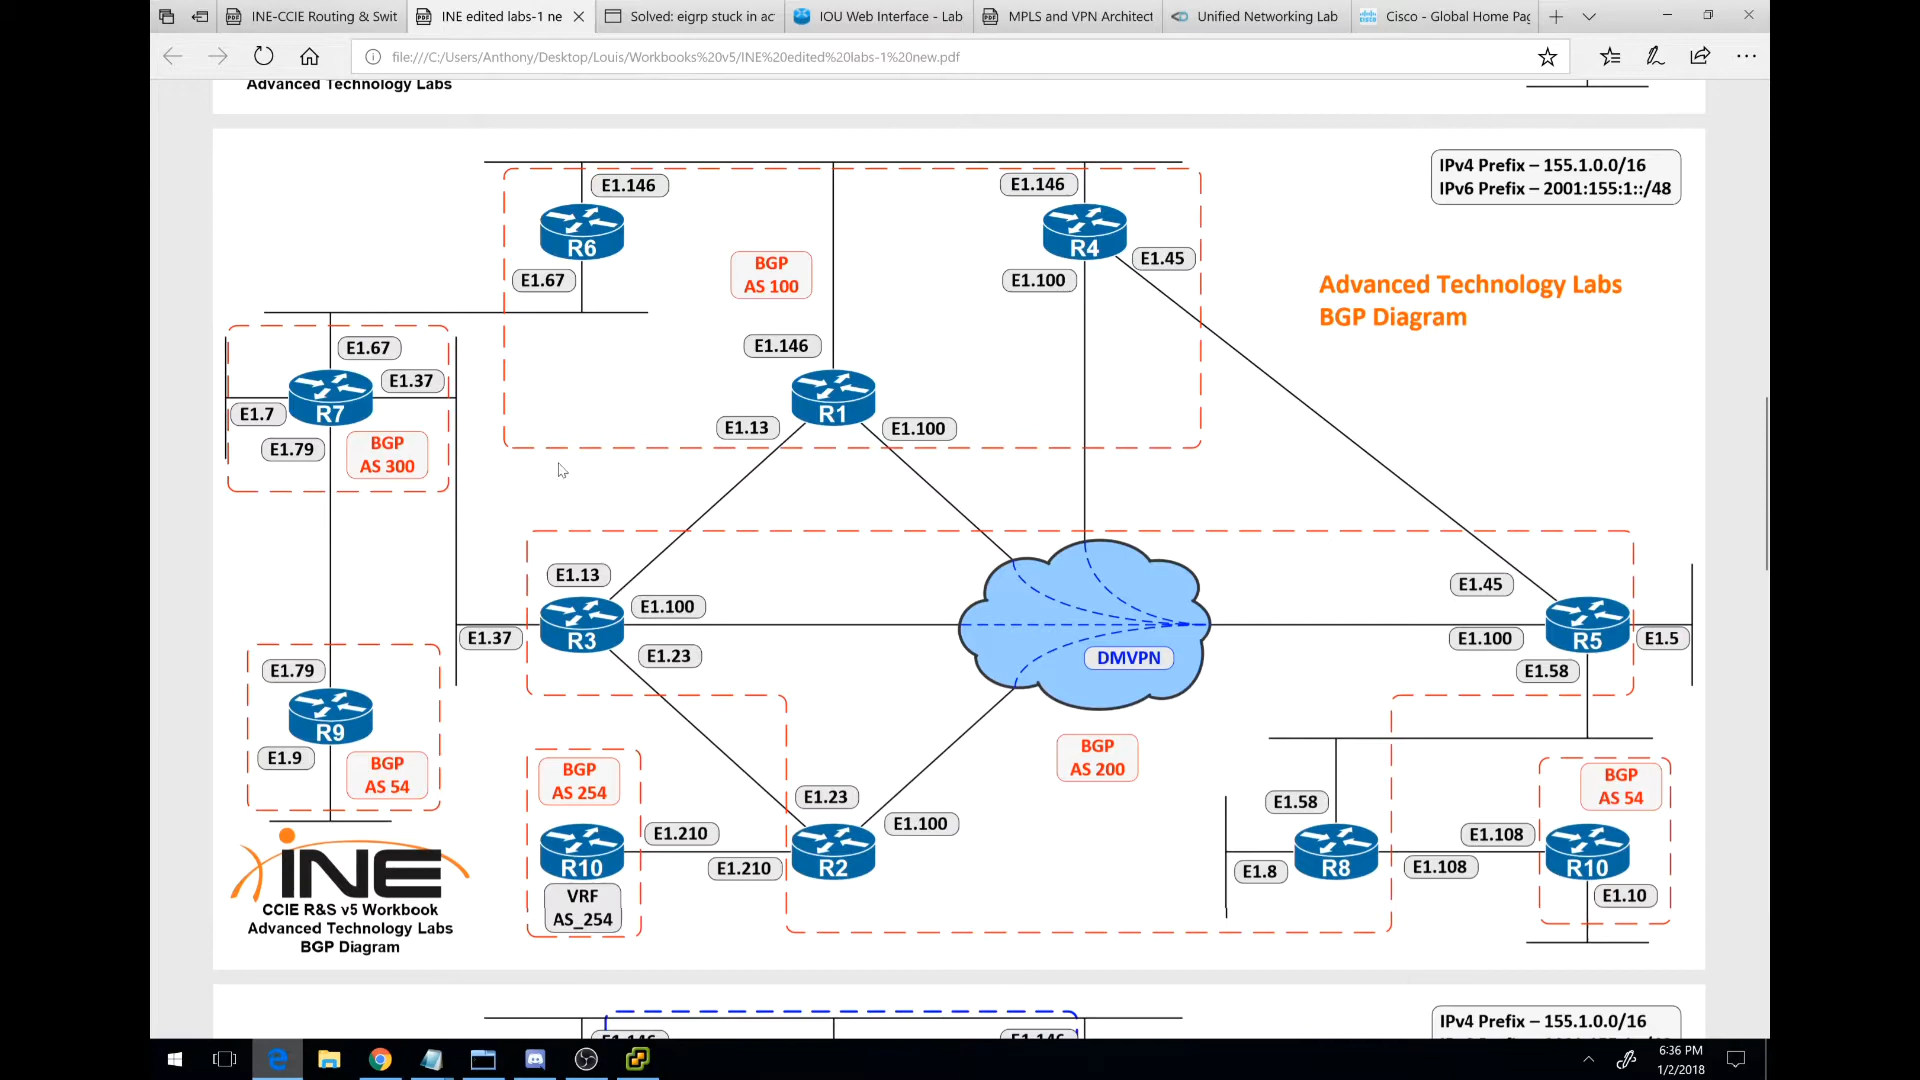 INE-CCIE Routing & Swit
INE edited labs-1 ne
Solved: eigrp stuck in ac
IOU Web Interface - Lab
MPLS and VPN Architect
Unified Networking Lab
Cisco - Global Home Pag
file:///C:/Users/Anthony/Desktop/Louis/Workbooks%20v5/INE%20edited%20labs-1%20new.pdf
Advanced Technology Labs
IPv4 Prefix – 155.1.0.0/16
IPv6 Prefix – 2001:155:1::/48
E1.146
E1.146
R6
R4
E1.67
BGP
AS 100
E1.100
E1.45
Advanced Technology Labs
BGP Diagram
E1.146
E1.67
E1.37
R7
E1.7
R1
E1.13
E1.100
E1.79
BGP
AS 300
E1.13
E1.45
E1.100
R3
E1.37
E1.23
DMVPN
R5
E1.100
E1.5
E1.58
E1.79
R9
E1.9
BGP
AS 54
BGP
AS 254
BGP
AS 200
BGP
AS 54
E1.23
E1.100
E1.58
E1.210
R10
E1.210
R2
E1.108
R8
E1.8
E1.108
R10
E1.10
VRF
AS_254
iNE
CCIE R&S v5 Workbook
Advanced Technology Labs
BGP Diagram
IPv4 Prefix – 155.1.0.0/16
E1.146
E1.146
6:36 PM
1/2/2018